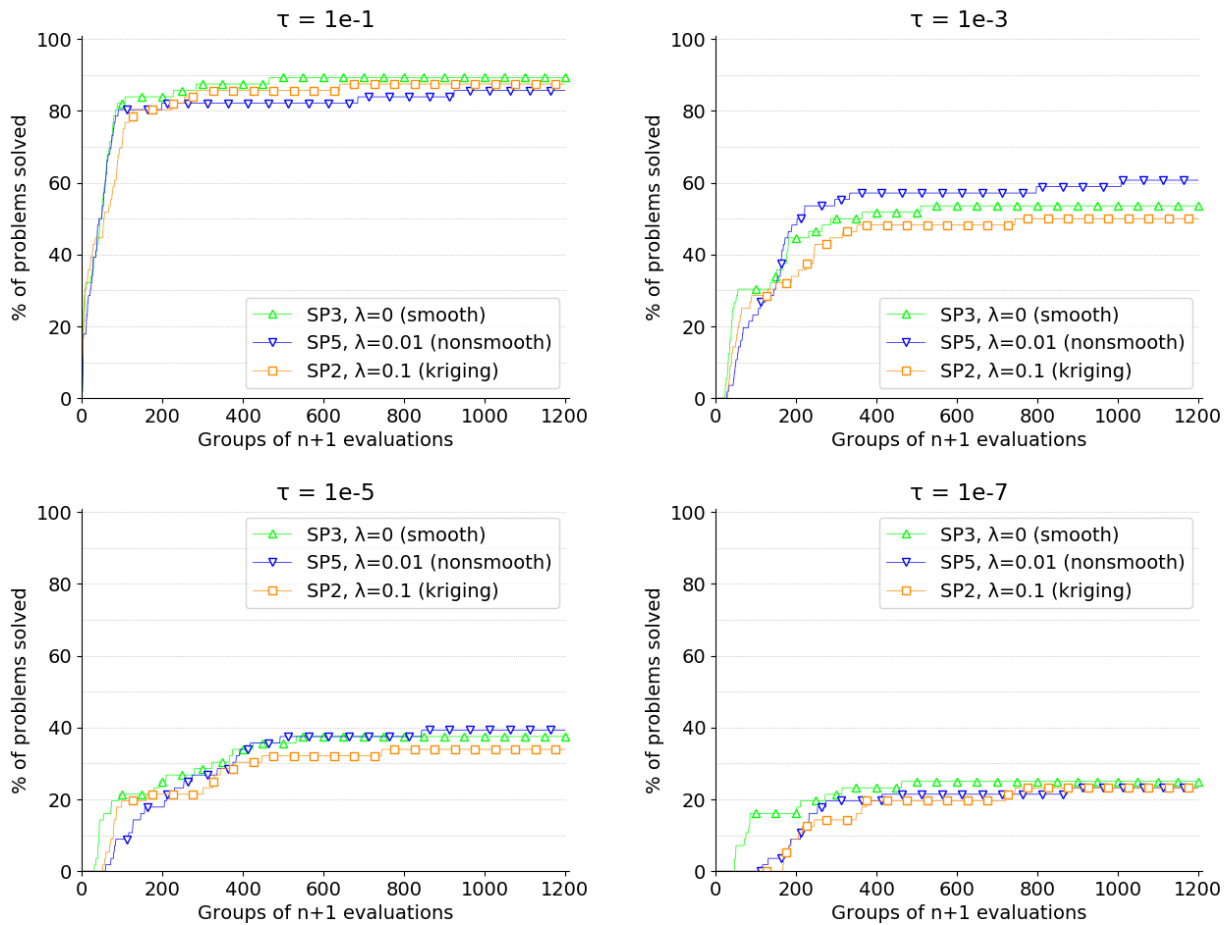 τ = 1e-1
100
80
60
40
20
0
% of problems solved
SP3, λ=0 (smooth)
SP5, λ=0.01 (nonsmooth)
SP2, λ=0.1 (kriging)
0 200 400 600 800 1000 1200
Groups of n+1 evaluations
τ = 1e-3
100
80
60
40
20
0
% of problems solved
SP3, λ=0 (smooth)
SP5, λ=0.01 (nonsmooth)
SP2, λ=0.1 (kriging)
0 200 400 600 800 1000 1200
Groups of n+1 evaluations
τ = 1e-5
100
80
60
40
20
0
% of problems solved
SP3, λ=0 (smooth)
SP5, λ=0.01 (nonsmooth)
SP2, λ=0.1 (kriging)
0 200 400 600 800 1000 1200
Groups of n+1 evaluations
τ = 1e-7
100
80
60
40
20
0
% of problems solved
SP3, λ=0 (smooth)
SP5, λ=0.01 (nonsmooth)
SP2, λ=0.1 (kriging)
0 200 400 600 800 1000 1200
Groups of n+1 evaluations